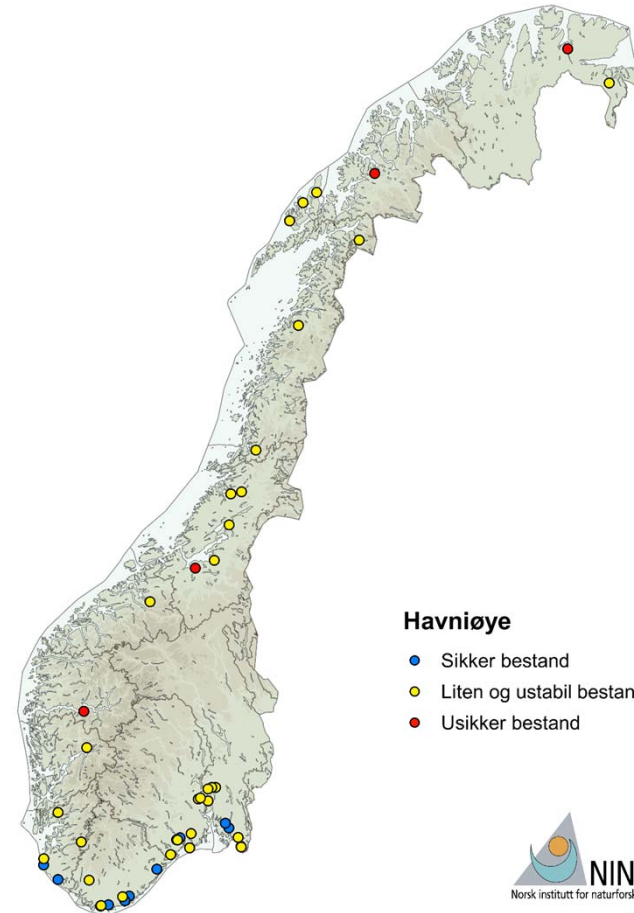 Havniøye
Sikker bestand
Liten og ustabil bestan
Usikker bestand
NIN
Norsk institutt for naturforsk